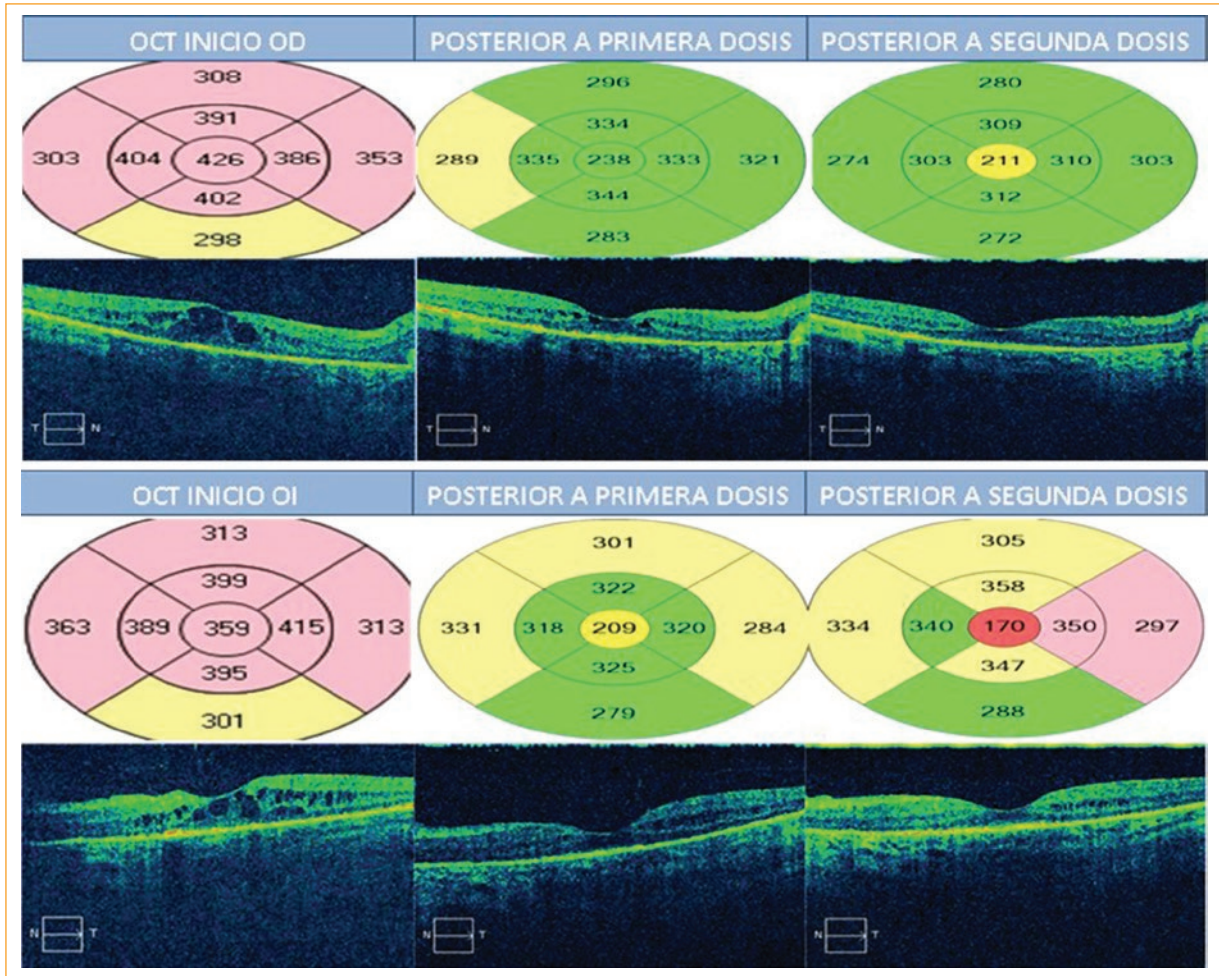 OCT INICIO OD POSTERIOR A PRIMERA DOSIS POSTERIOR A SEGUNDA DOSIS
308 296 280
391 334 309
303 404 426 386 353 289 335 238 333 321 274 303 211 310 303
402 344 312
298 283 272
T N T N T N
OCT INICIO OI POSTERIOR A PRIMERA DOSIS POSTERIOR A SEGUNDA DOSIS
313 301 305
399 322 358
363 389 359 415 313 331 318 209 320 284 334 340 170 350 297
395 325 347
301 279 288
N T N T N T